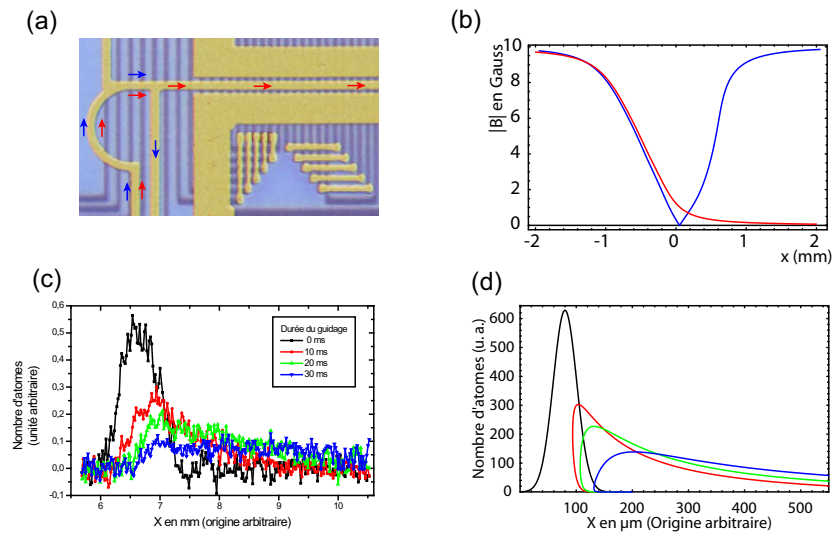 (a)
(b)
|B| en Gauss
10
8
6
4
2
0
-2 -1 0 1 2
x (mm)
(c)
Nombre d'atomes
(unité arbitraire)
0,6
0,5
0,4
0,3
0,2
0,1
0,0
-0,1
Durée du guidage
0 ms
10 ms
20 ms
30 ms
6 7 8 9 10
X en mm (origine arbitraire)
(d)
Nombre d'atomes (u. a.)
600
500
400
300
200
100
0
100 200 300 400 500
X en µm (Origine arbitraire)